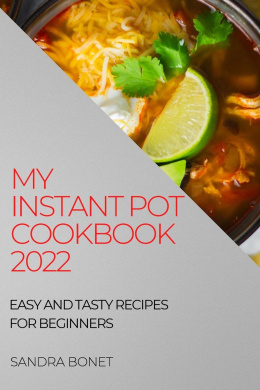 MY
INSTANT POT
COOKBOOK
2022
EASY AND TASTY RECIPES
FOR BEGINNERS
SANDRA BONET